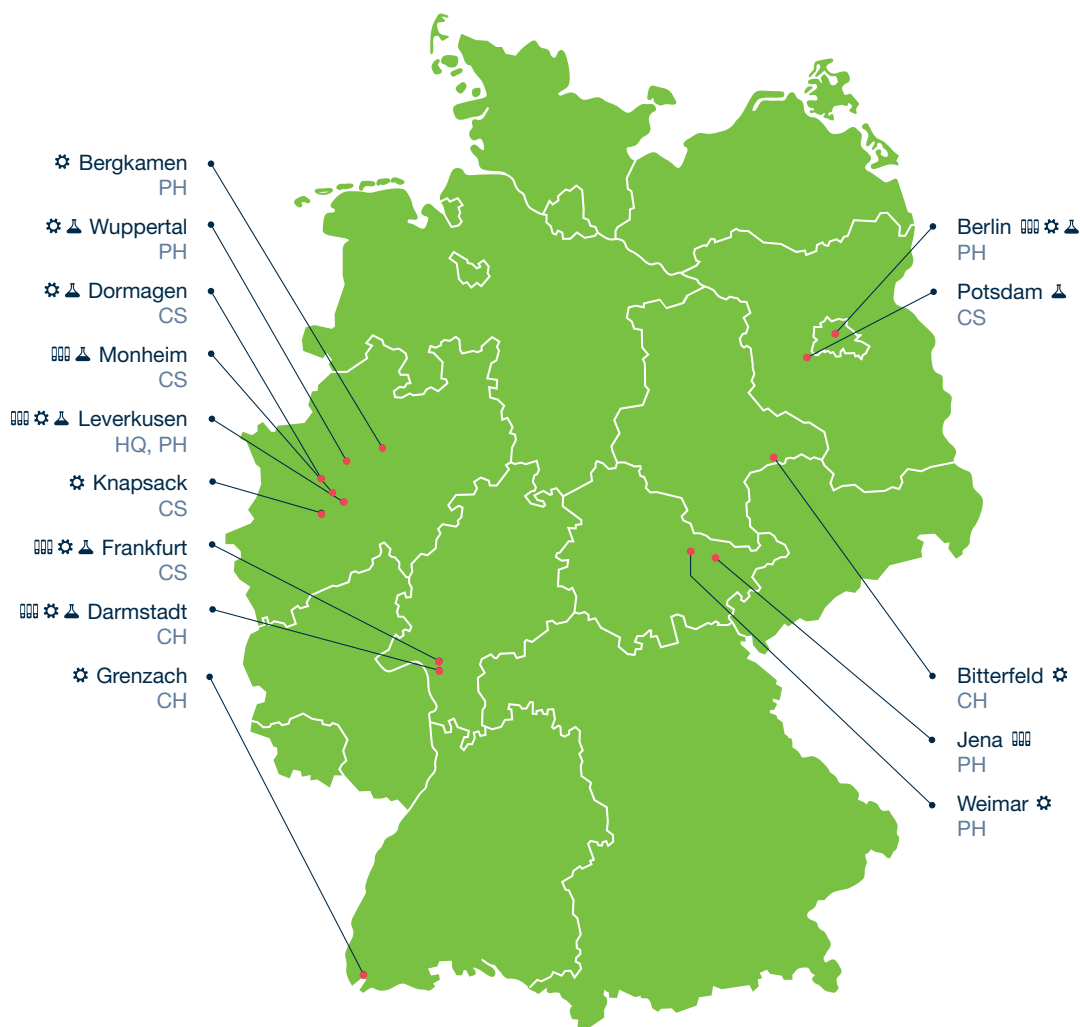 Bergkamen
PH
Wuppertal
PH
Dormagen
CS
Monheim
CS
Leverkusen
HQ, PH
Knapsack
CS
Frankfurt
CS
Darmstadt
CH
Grenzach
CH
Berlin
PH
Potsdam
CS
Bitterfeld
CH
Jena
PH
Weimar
PH